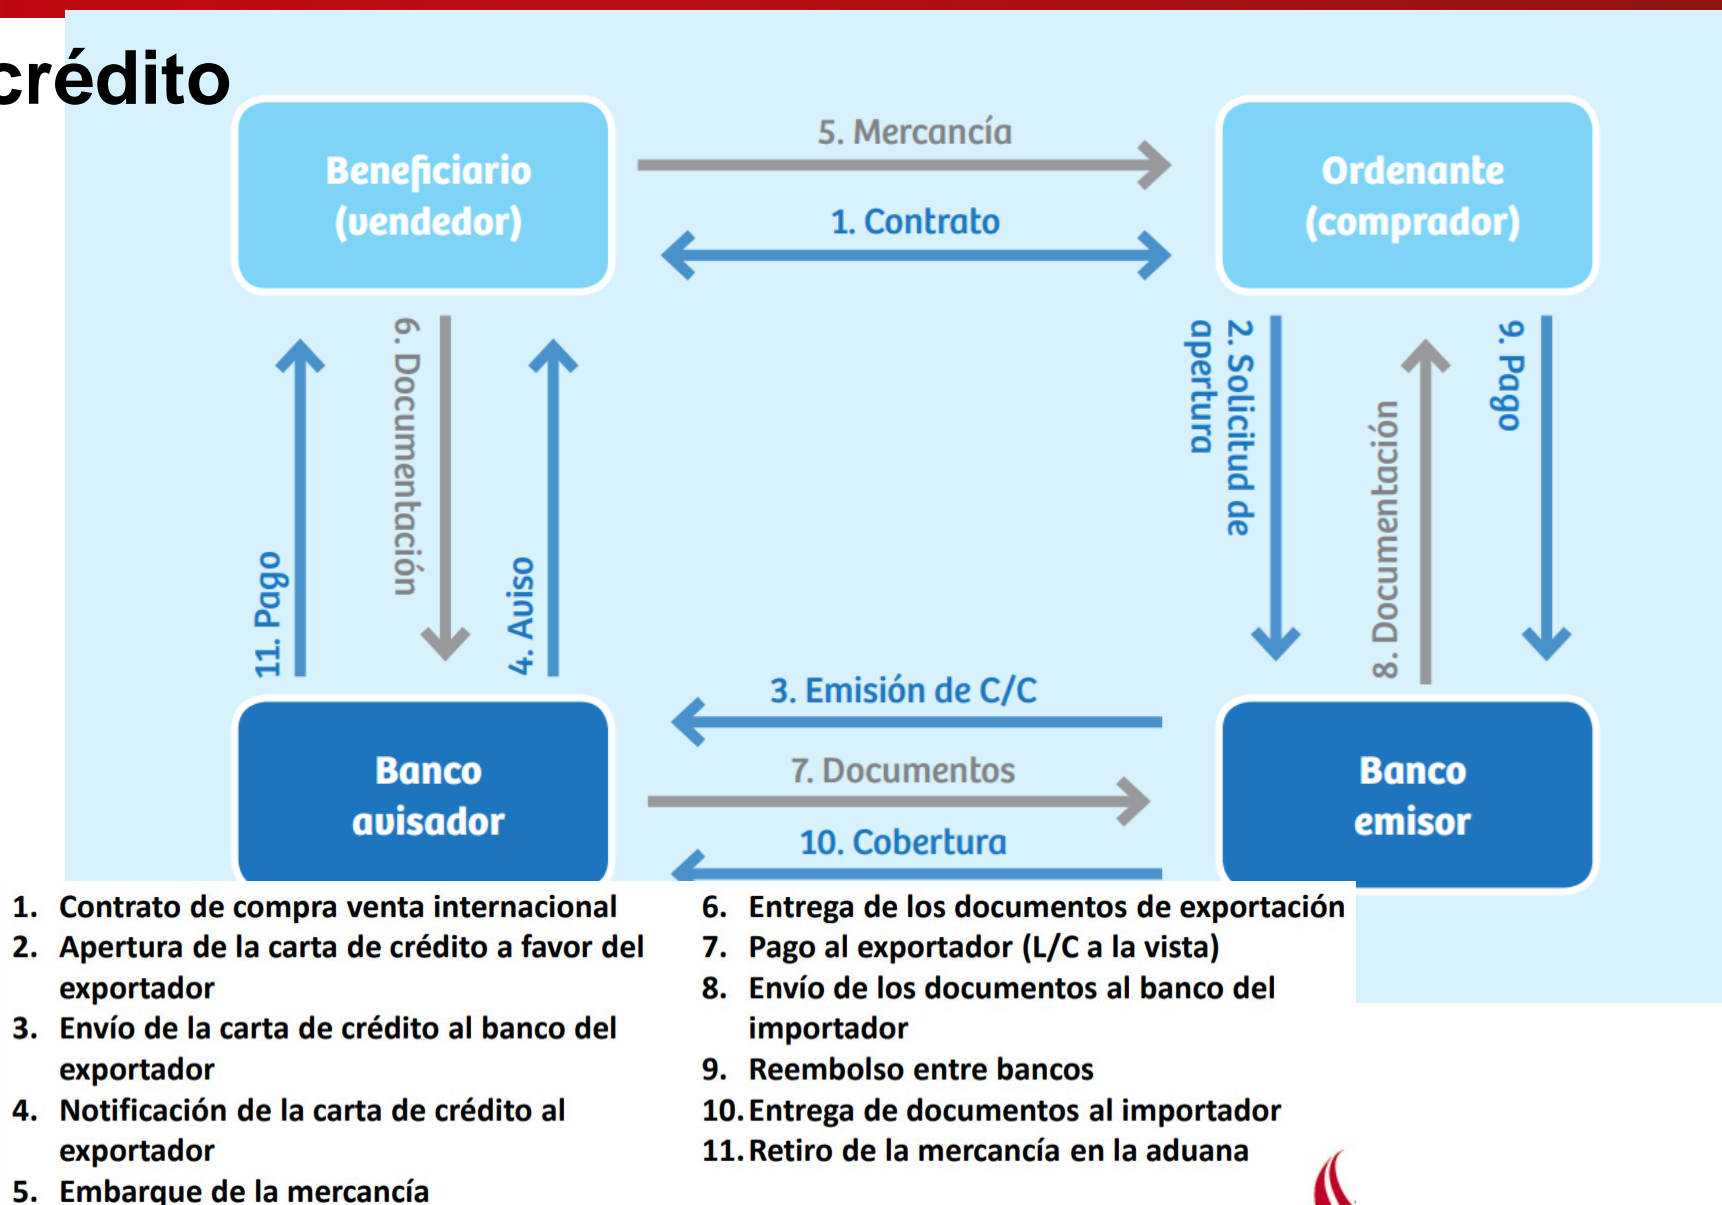 crédito
Beneficiario
(vendedor)
5. Mercancía
1. Contrato
Ordenante
(comprador)
11. Pago
6. Documentación
4. Aviso
2. Solicitud de
apertura
8. Documentación
9. Pago
3. Emisión de C/C
7. Documentos
10. Cobertura
Banco
avisador
Banco
emisor
1. Contrato de compra venta internacional
2. Apertura de la carta de crédito a favor del
exportador
3. Envío de la carta de crédito al banco del
exportador
4. Notificación de la carta de crédito al
exportador
5. Embarque de la mercancía
6. Entrega de los documentos de exportación
7. Pago al exportador (L/C a la vista)
8. Envío de los documentos al banco del
importador
9. Reembolso entre bancos
10. Entrega de documentos al importador
11. Retiro de la mercancía en la aduana